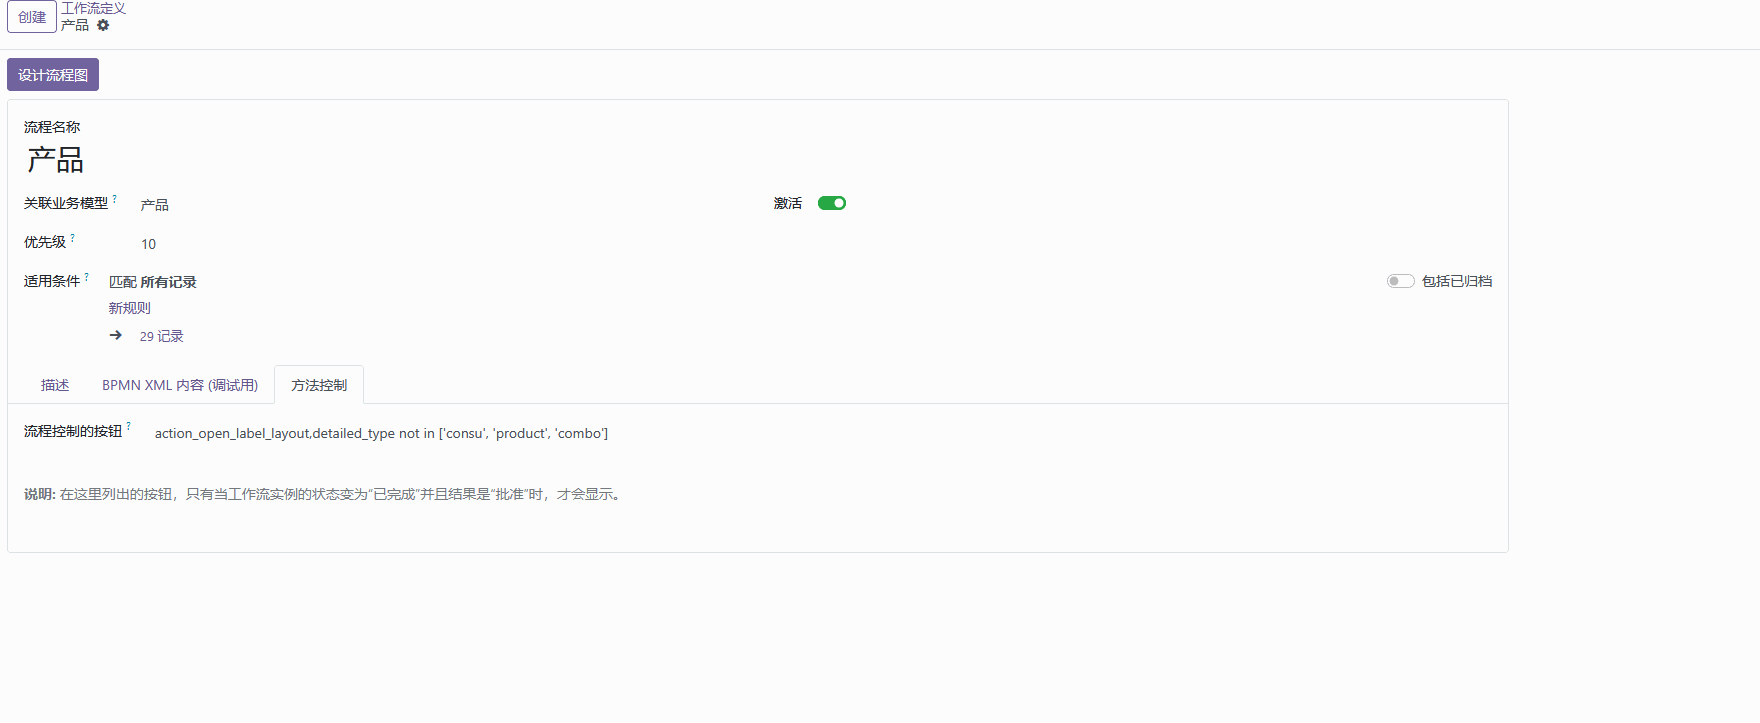 创建
工作流定义
产品
设计流程图
流程名称
产品
关联业务模型 ? 产品
激活
优先级 ? 10
适用条件 ? 匹配 所有记录
包括已归档
新规则
29 记录
描述 BPMN XML 内容 (调试用) 方法控制
流程控制的按钮 ? action_open_label_layout,detailed_type not in ['consu', 'product', 'combo']
说明: 在这里列出的按钮，只有当工作流实例的状态变为“已完成”并且结果是“批准”时，才会显示。